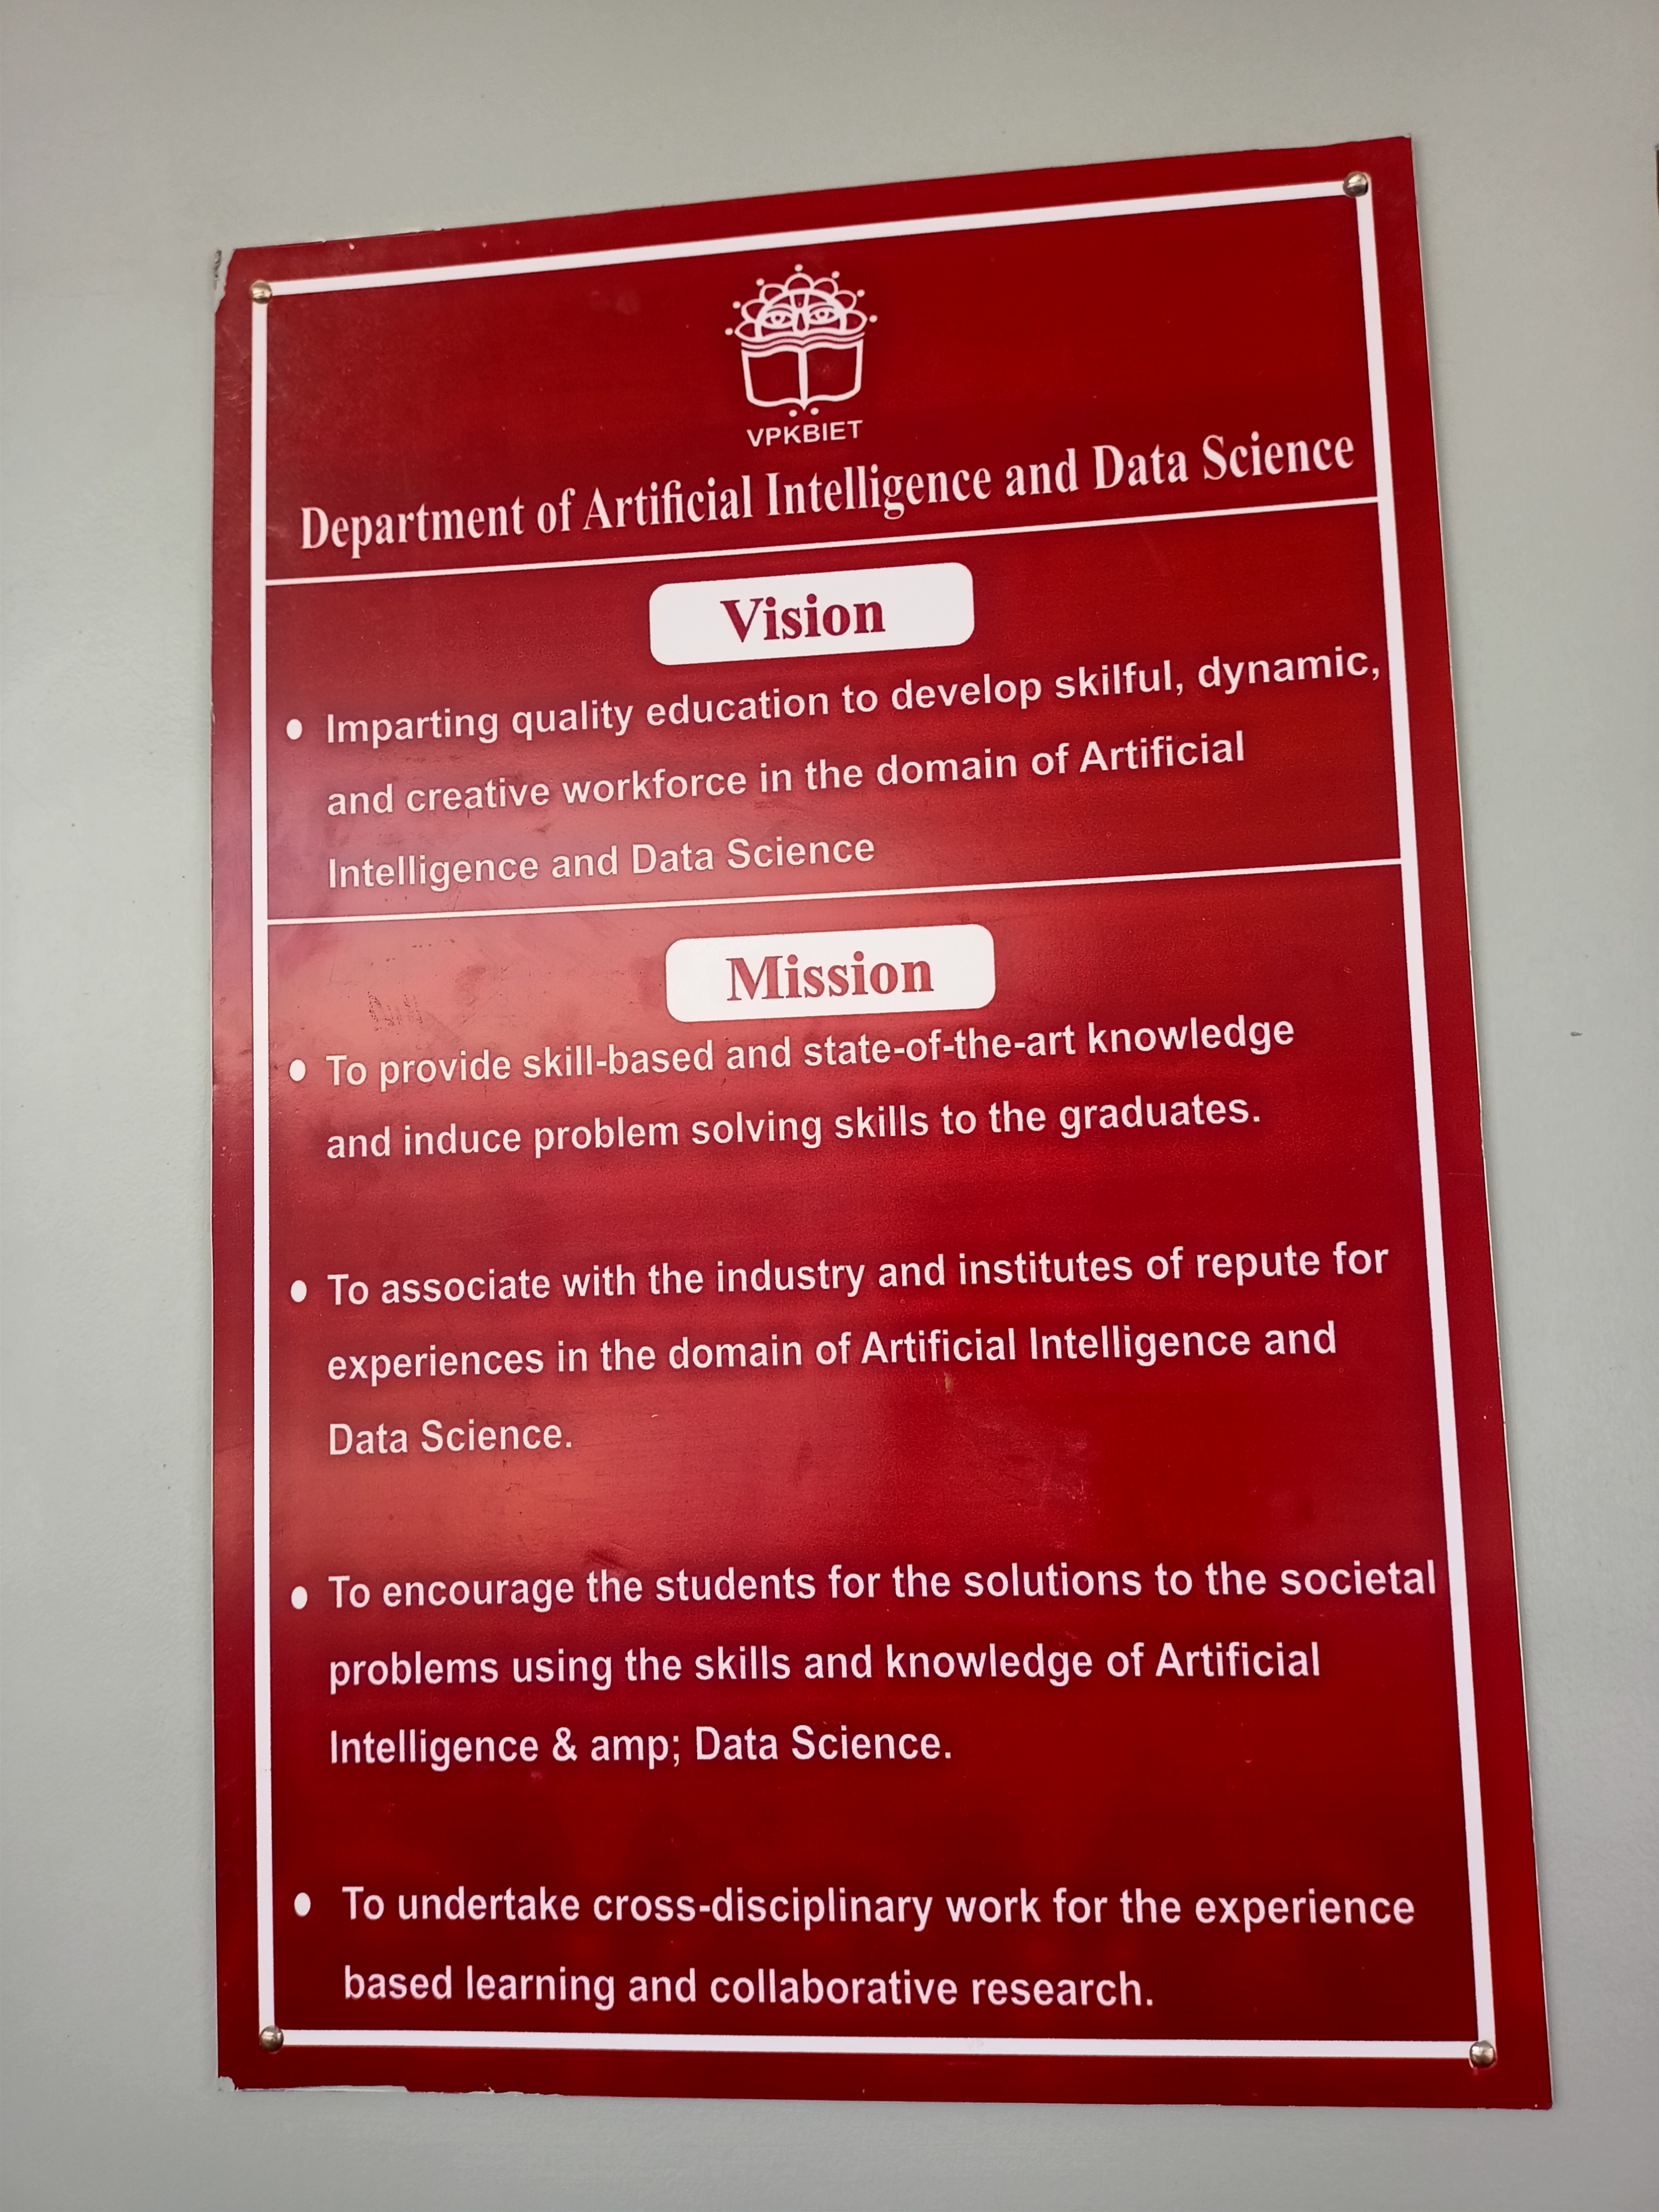 VPKBIET
Department of Artificial Intelligence and Data Science
Vision
• Imparting quality education to develop skilful, dynamic,
and creative workforce in the domain of Artificial
Intelligence and Data Science
Mission
• To provide skill-based and state-of-the-art knowledge
and induce problem solving skills to the graduates.
• To associate with the industry and institutes of repute for
experiences in the domain of Artificial Intelligence and
Data Science.
• To encourage the students for the solutions to the societal
problems using the skills and knowledge of Artificial
Intelligence & amp; Data Science.
• To undertake cross-disciplinary work for the experience
based learning and collaborative research.